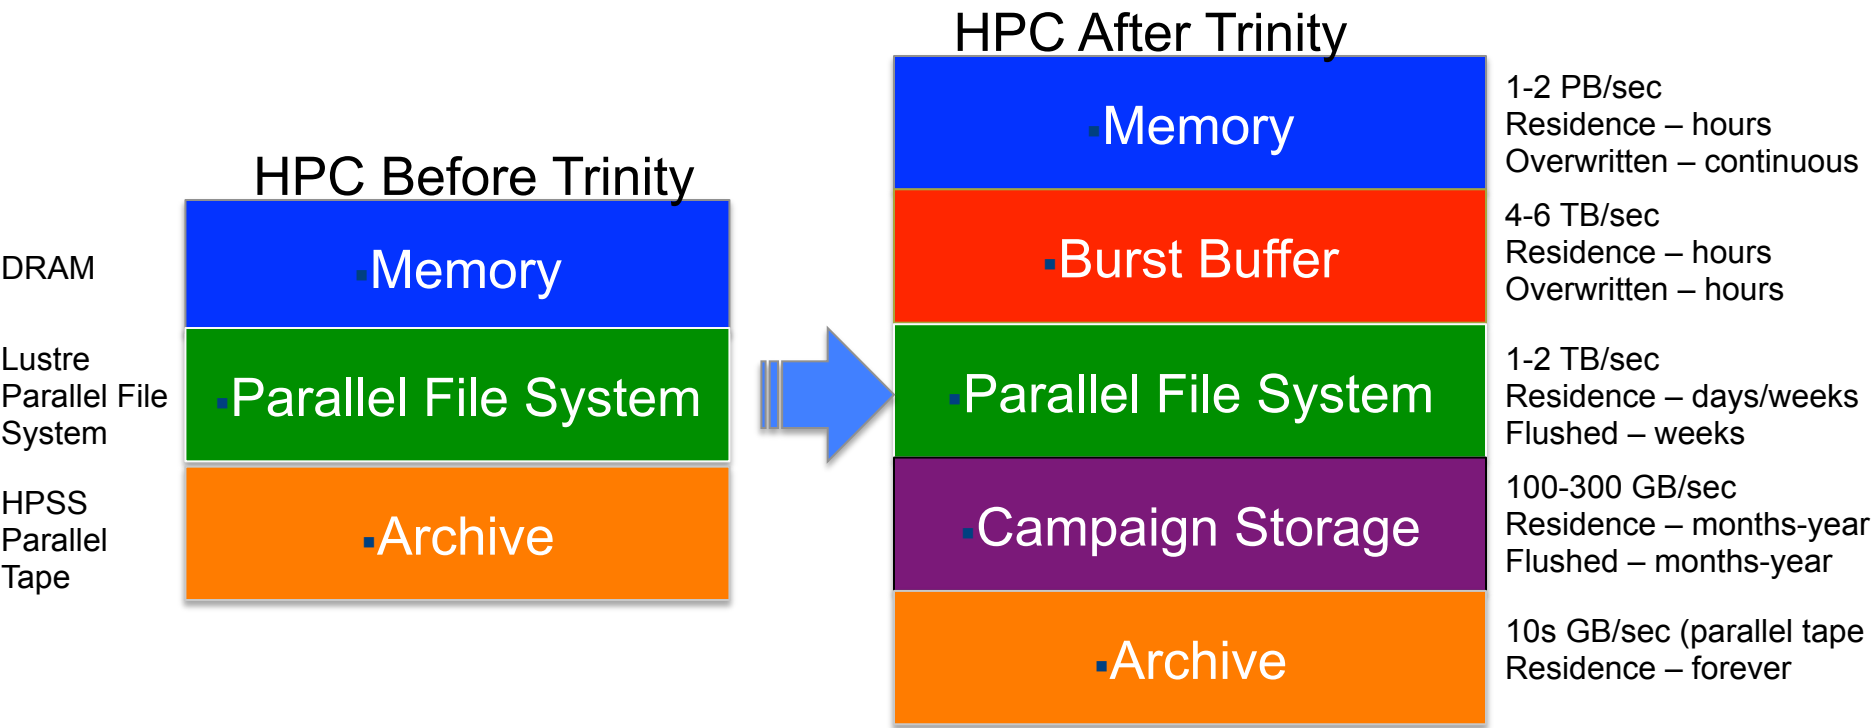 HPC Before Trinity
DRAM
▪Memory
Lustre
Parallel File
System
▪Parallel File System
HPSS
Parallel
Tape
▪Archive
HPC After Trinity
▪Memory
1-2 PB/sec
Residence – hours
Overwritten – continuous
▪Burst Buffer
4-6 TB/sec
Residence – hours
Overwritten – hours
▪Parallel File System
1-2 TB/sec
Residence – days/weeks
Flushed – weeks
▪Campaign Storage
100-300 GB/sec
Residence – months-year
Flushed – months-year
▪Archive
10s GB/sec (parallel tape
Residence – forever